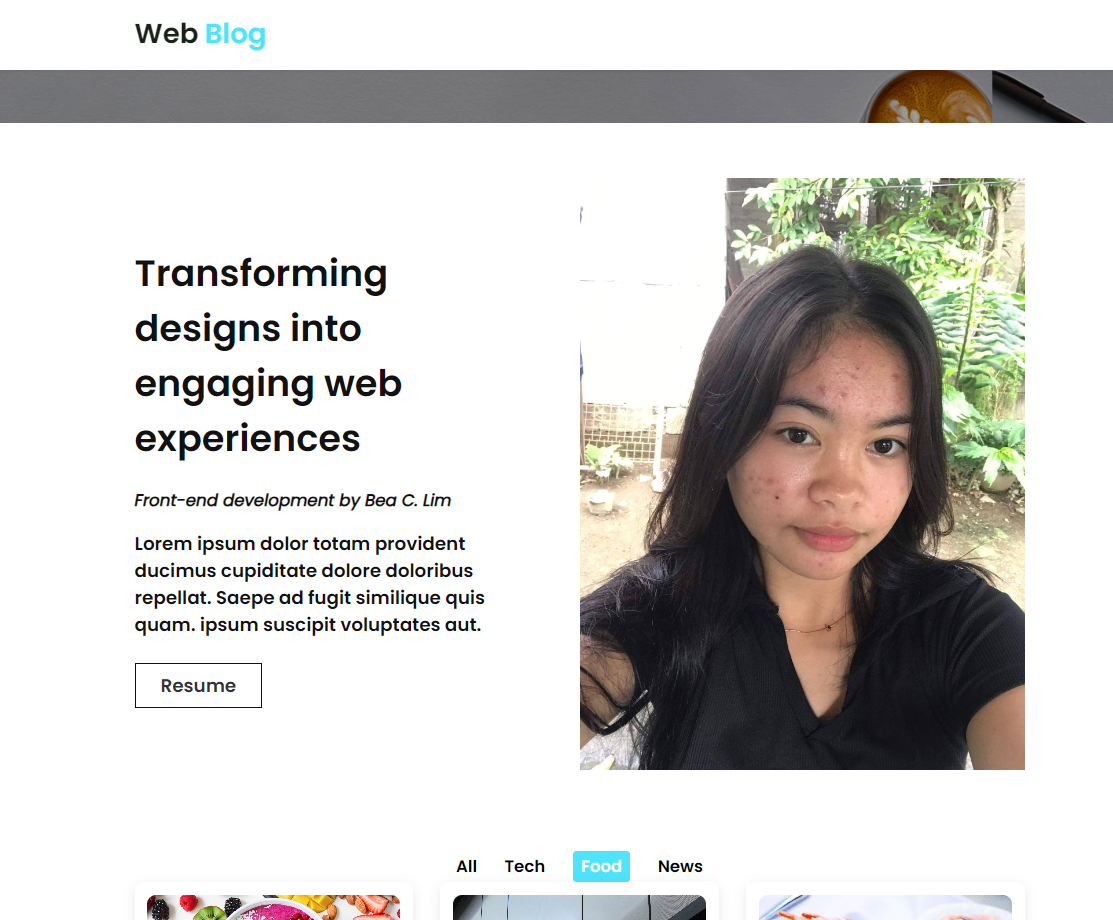 Web Blog
Transforming
designs into
engaging web
experiences
Front-end development by Bea C. Lim
Lorem ipsum dolor totam provident
ducimus cupiditate dolore doloribus
repellat. Saepe ad fugit similique quis
quam. ipsum suscipit voluptates aut.
Resume
All Tech Food News